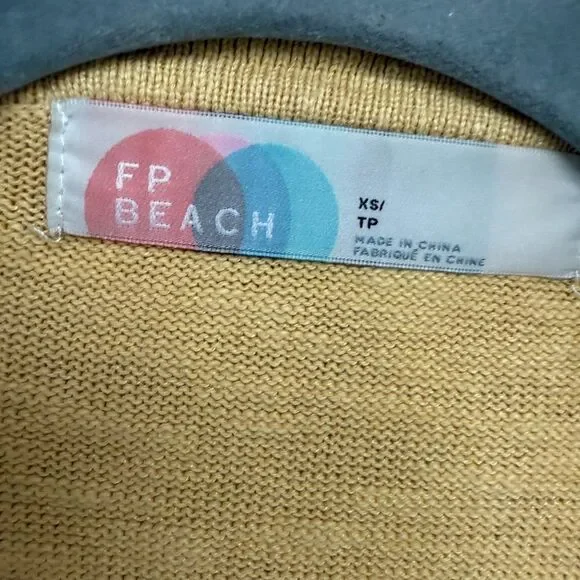 FP
BEACH
XS/
TP
MADE IN CHINA
FABRIQUÉ EN CHINE